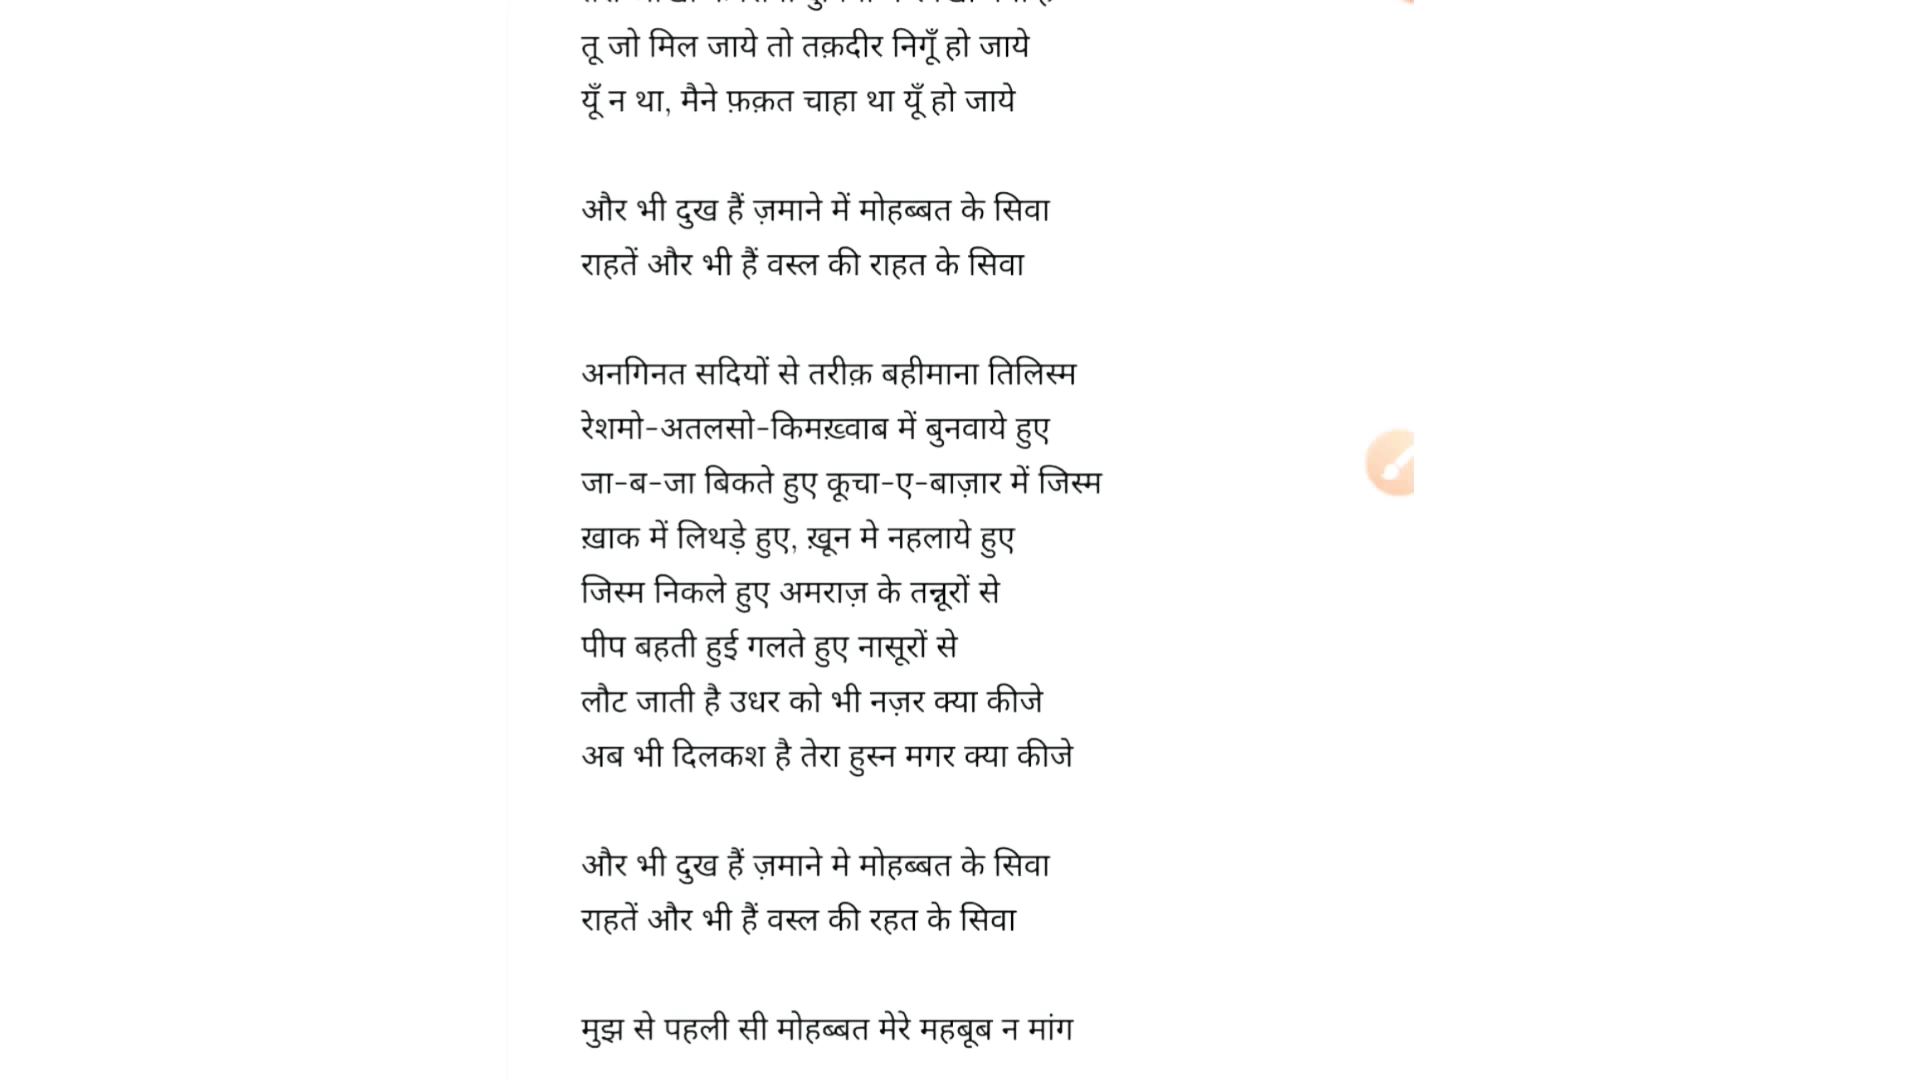 तू जो मिल जाये तो तक़दीर निगूँ हो जाये
यूँ न था, मैने फ़क़त चाहा था यूँ हो जाये
और भी दुख हैं ज़माने में मोहब्बत के सिवा
राहतें और भी हैं वस्ल की राहत के सिवा
अनगिनत सदियों से तरीक़ बहीमाना तिलिस्म
रेशमो-अतलसो-किमख़्वाब में बुनवाये हुए
जा-ब-जा बिकते हुए कूचा-ए-बाज़ार में जिस्म
ख़ाक में लिथड़े हुए, ख़ून मे नहलाये हुए
जिस्म निकले हुए अमराज़ के तन्नूरों से
पीप बहती हुई गलते हुए नासूरों से
लौट जाती है उधर को भी नज़र क्या कीजे
अब भी दिलकश है तेरा हुस्न मगर क्या कीजे
और भी दुख हैं ज़माने मे मोहब्बत के सिवा
राहतें और भी हैं वस्ल की रहत के सिवा
मुझ से पहली सी मोहब्बत मेरे महबूब न मांग